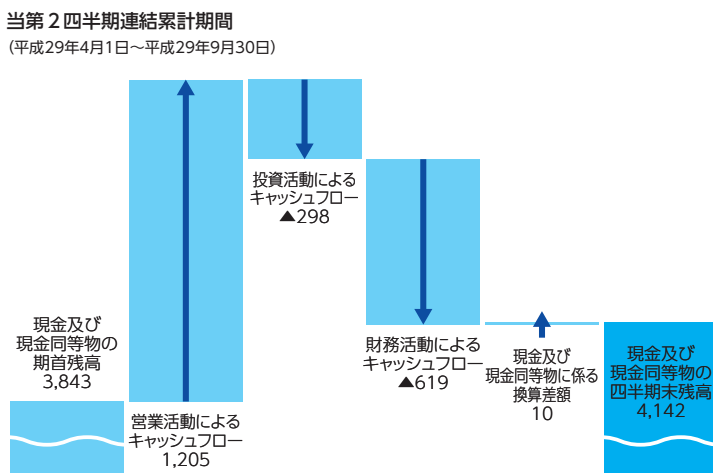 当第2四半期連結累計期間
(平成29年4月1日～平成29年9月30日)
現金及び
現金同等物の
期首残高
3,843
営業活動による
キャッシュフロー
1,205
投資活動による
キャッシュフロー
▲298
財務活動による
キャッシュフロー
▲619
現金及び
現金同等物に係る
換算差額
10
現金及び
現金同等物の
四半期末残高
4,142